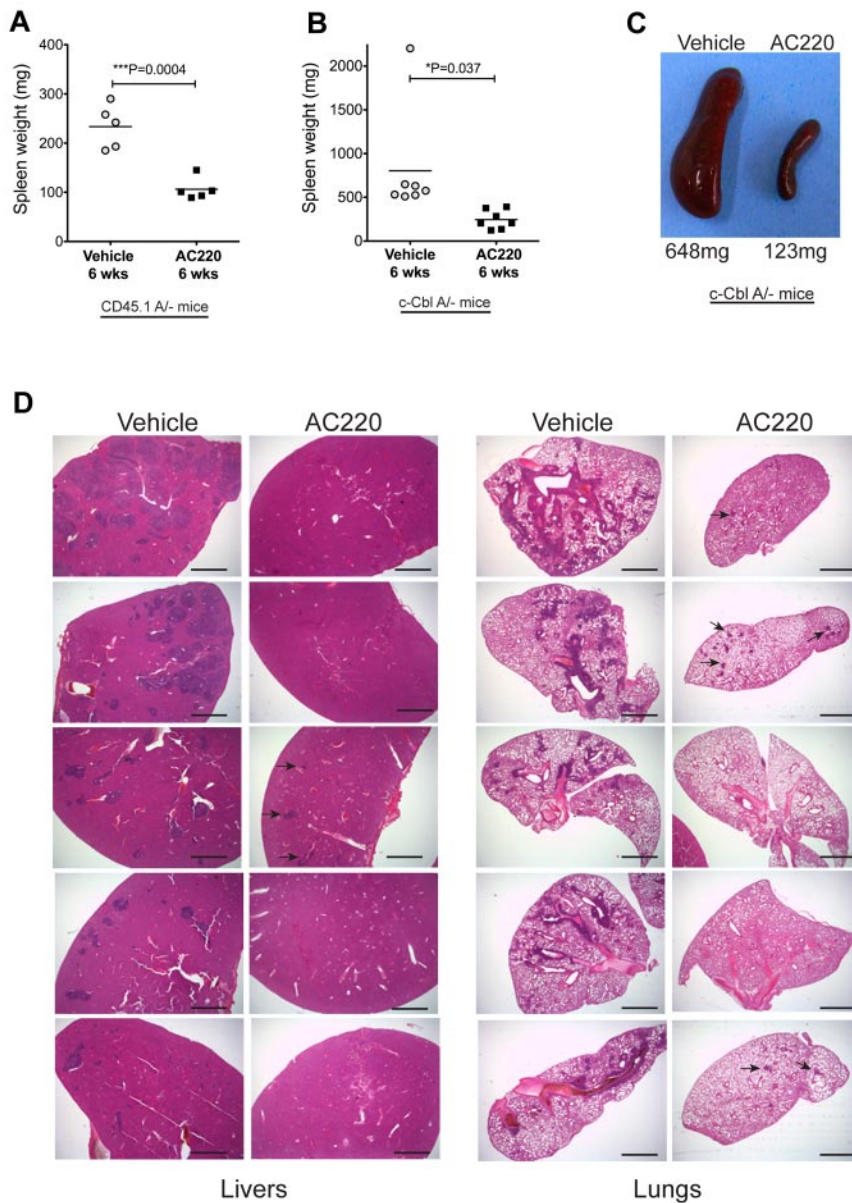 A
Spleen weight (mg)
400
300
200
100
0
***P=0.0004
Vehicle
6 wks
AC220
6 wks
CD45.1 A/- mice
B
Spleen weight (mg)
2000
1500
1000
500
0
*P=0.037
Vehicle
6 wks
AC220
6 wks
c-Cbl A/- mice
C
Vehicle AC220
648mg 123mg
c-Cbl A/- mice
D
Vehicle AC220 Vehicle AC220
Livers Lungs